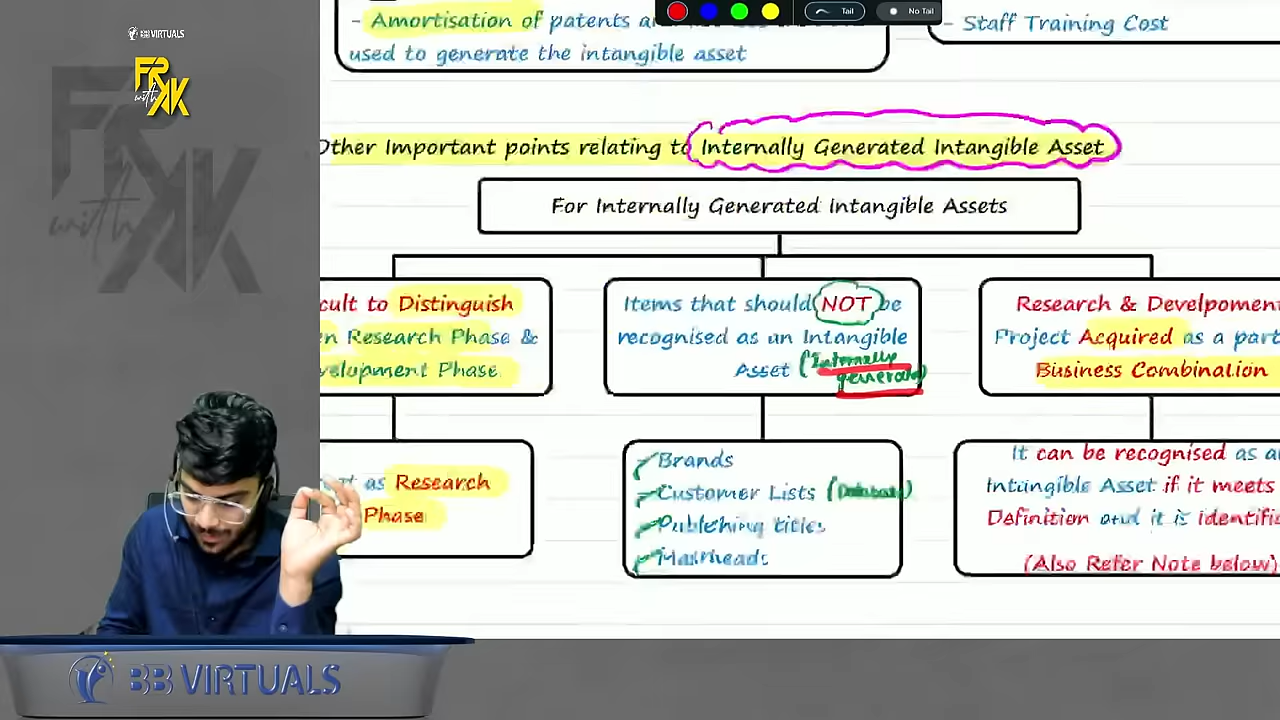 - Amortisation of patents
used to generate the intangible asset
- Staff Training Cost
Tail
No Tail
BB VIRTUALS
FR
with
KK
Other Important points relating to Internally Generated Intangible Asset
For Internally Generated Intangible Assets
cult to Distinguish
n Research Phase &
velopment Phase
Items that should NOT be
recognised as an Intangible
Asset (Internally
generated)
Research & Develpoment
Project Acquired as a part
Business Combination
as Research
Phase
Brands
Customer Lists (Database)
Publishing titles
Mastheads
It can be recognised as a
Intangible Asset if it meets
Definition and it is identifi
(Also Refer Note below)
BB VIRTUALS